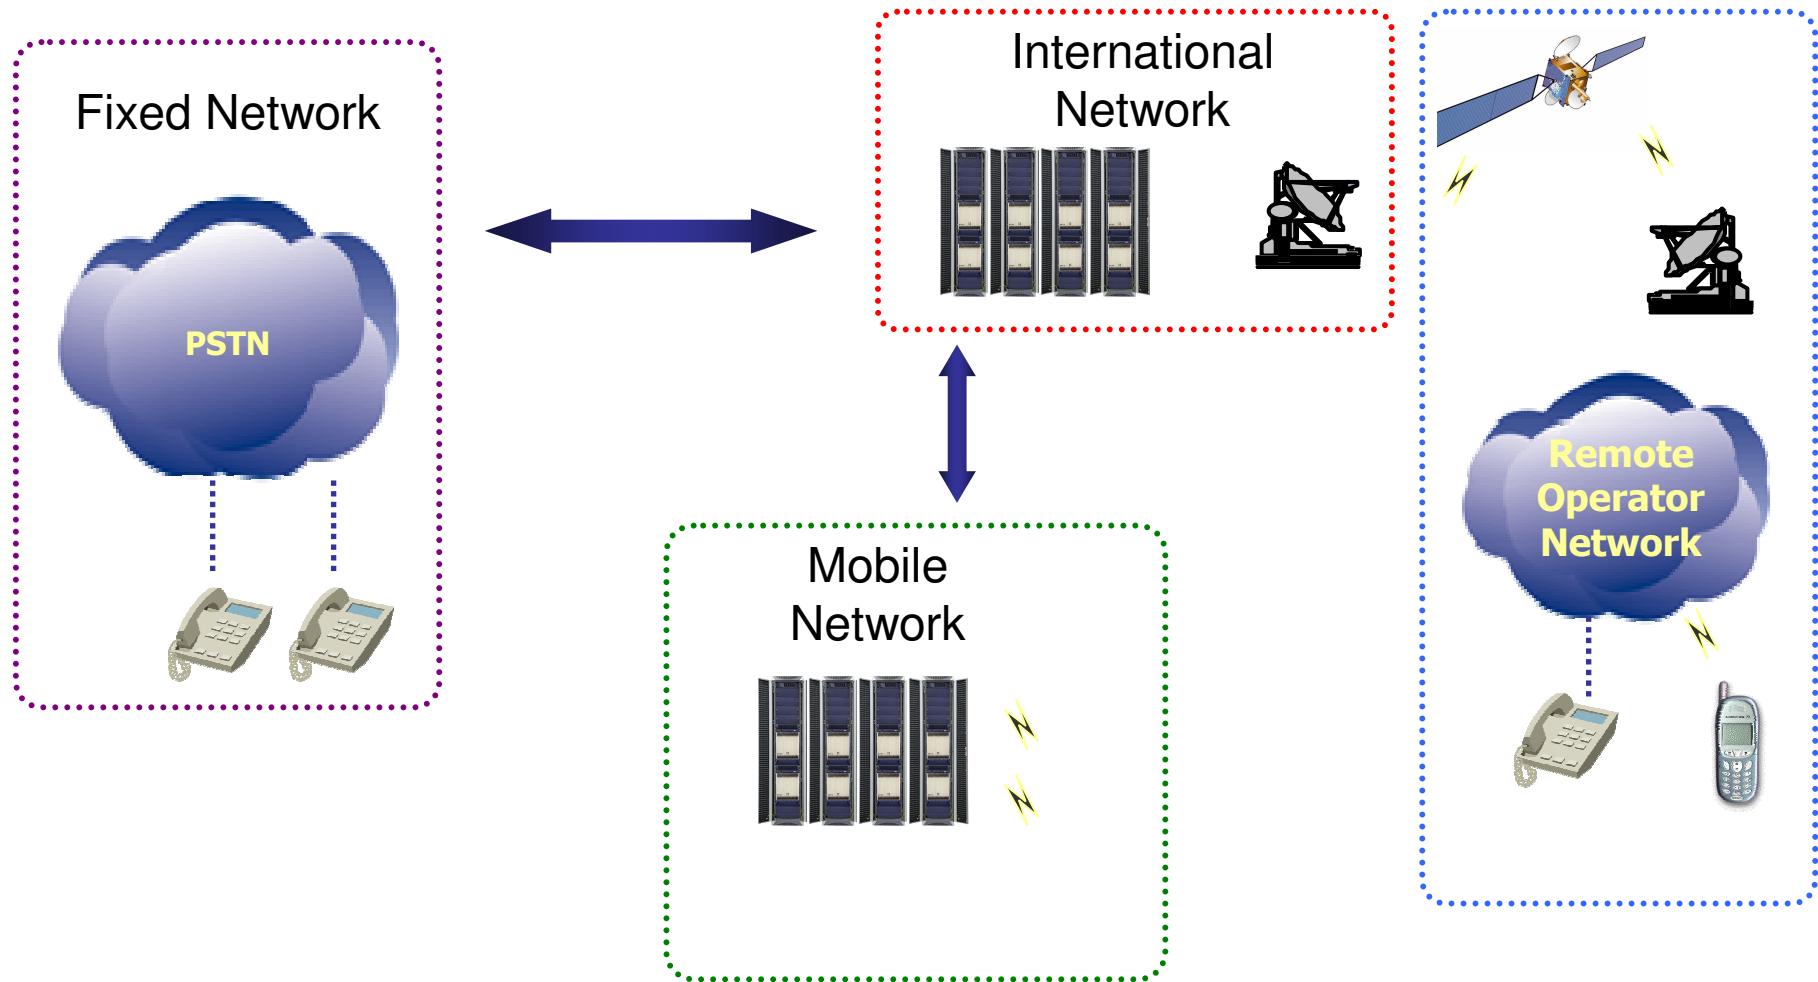 Fixed Network
PSTN
International
Network
Mobile
Network
Remote
Operator
Network